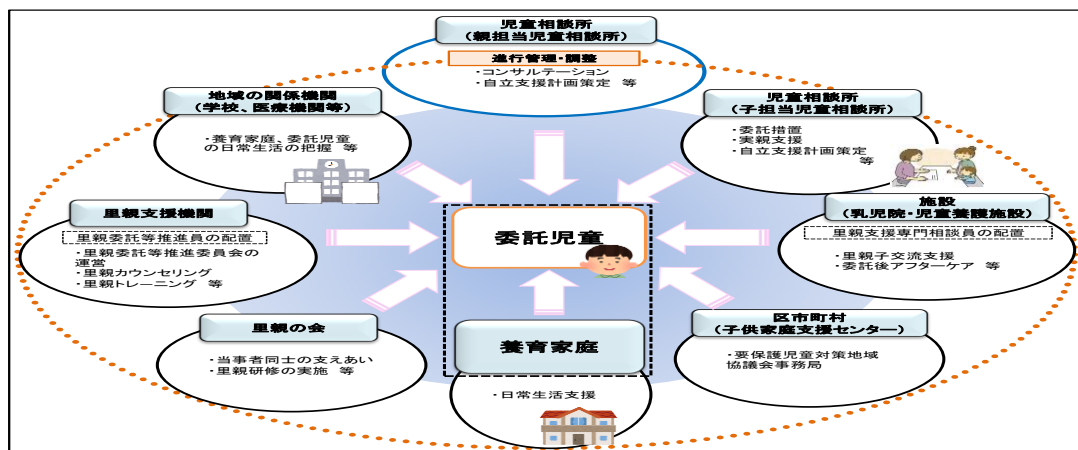 児童相談所
(親担当児童相談所)
進行管理・調整
・コンサルテーション
・自立支援計画策定 等
地域の関係機関
(学校、医療機関等)
・養育家庭、委託児童
の日常生活の把握 等
児童相談所
(子担当児童相談所)
・委託措置
・実親支援
・自立支援計画策定
等
里親支援機関
里親委託等推進員の配置
・里親委託等推進委員会の
運営
・里親カウンセリング
・里親トレーニング 等
委託児童
施設
(乳児院・児童養護施設)
里親支援専門相談員の配置
・里親子交流支援
・委託後アフターケア 等
里親の会
・当事者同士の支えあい
・里親研修の実施 等
養育家庭
・日常生活支援
区市町村
(子供家庭支援センター)
・要保護児童対策地域
協議会事務局